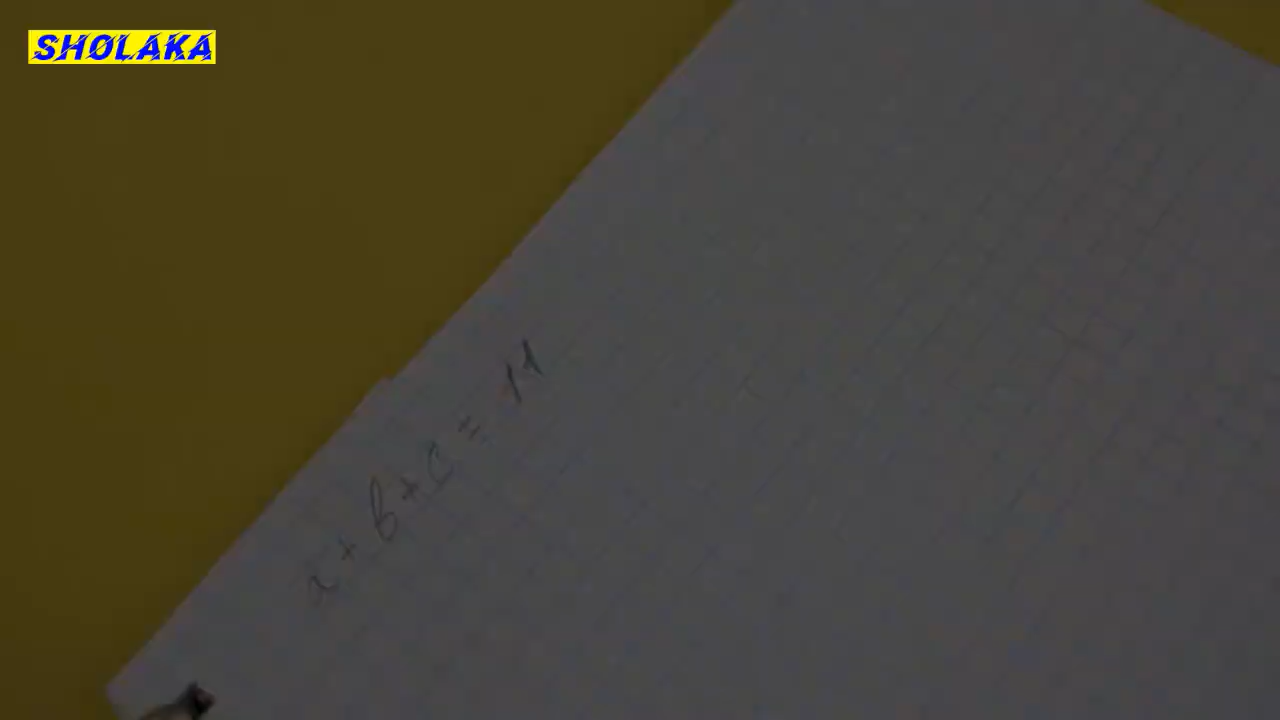 SHOLAKA
a + b + c = 11